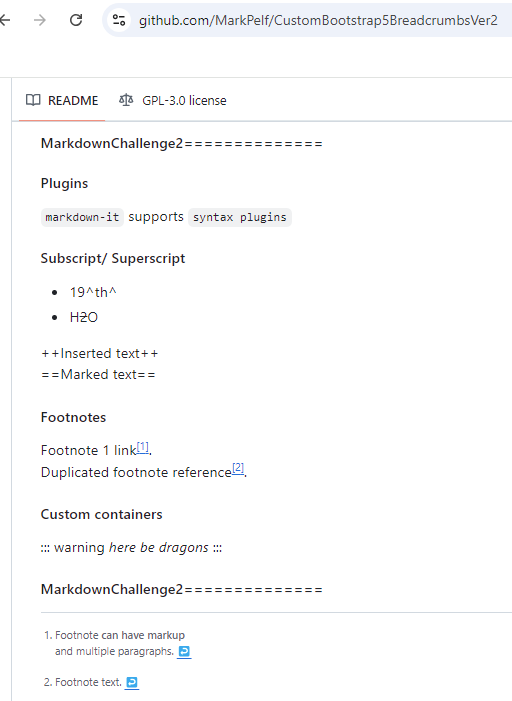 github.com/MarkPelf/CustomBootstrap5BreadcrumbsVer2
README GPL-3.0 license
MarkdownChallenge2==============
Plugins
markdown-it supports syntax plugins
Subscript/ Superscript
• 19^th^
• H2O
++Inserted text++
==Marked text==
Footnotes
Footnote 1 link[1].
Duplicated footnote reference[2].
Custom containers
::: warning here be dragons :::
MarkdownChallenge2==============
1. Footnote can have markup
and multiple paragraphs.
2. Footnote text.